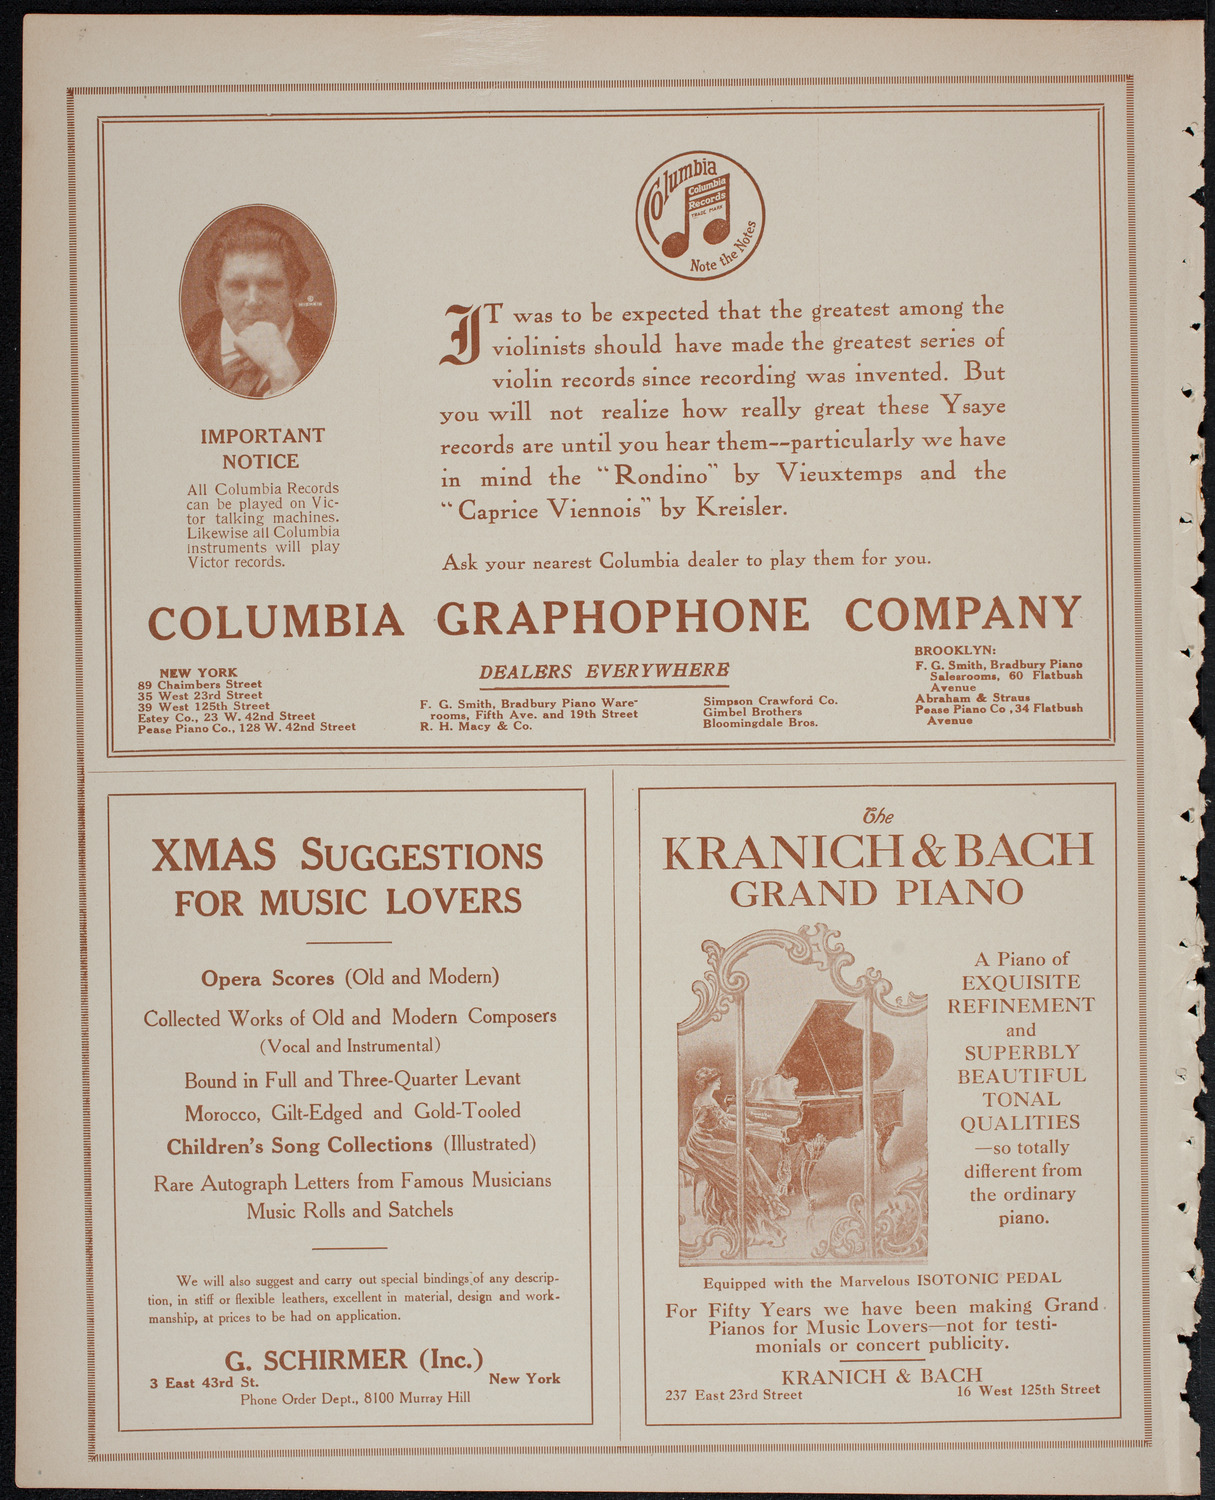 Columbia
Columbia
Records
TRADE MARK
Note the Notes
IT was to be expected that the greatest among the
violinists should have made the greatest series of
violin records since recording was invented. But
you will not realize how really great these Ysaye
records are until you hear them--particularly we have
in mind the "Rondino" by Vieuxtemps and the
"Caprice Viennois" by Kreisler.
Ask your nearest Columbia dealer to play them for you.
IMPORTANT
NOTICE
All Columbia Records
can be played on Vic-
tor talking machines.
Likewise all Columbia
instruments will play
Victor records.
COLUMBIA GRAPHOPHONE COMPANY
NEW YORK
89 Chambers Street
35 West 23rd Street
39 West 125th Street
Estey Co., 23 W. 42nd Street
Pease Piano Co., 128 W. 42nd Street
DEALERS EVERYWHERE
F. G. Smith, Bradbury Piano Ware-
rooms, Fifth Ave. and 19th Street
R. H. Macy & Co.
Simpson Crawford Co.
Gimbel Brothers
Bloomingdale Bros.
BROOKLYN:
F. G. Smith, Bradbury Piano
Salesrooms, 60 Flatbush
Avenue
Abraham & Straus
Pease Piano Co., 34 Flatbush
Avenue
XMAS SUGGESTIONS
FOR MUSIC LOVERS
Opera Scores (Old and Modern)
Collected Works of Old and Modern Composers
(Vocal and Instrumental)
Bound in Full and Three-Quarter Levant
Morocco, Gilt-Edged and Gold-Tooled
Children's Song Collections (Illustrated)
Rare Autograph Letters from Famous Musicians
Music Rolls and Satchels
We will also suggest and carry out special bindings of any descrip-
tion, in stiff or flexible leathers, excellent in material, design and work-
manship, at prices to be had on application.
G. SCHIRMER (Inc.)
3 East 43rd St. New York
Phone Order Dept., 8100 Murray Hill
The
KRANICH & BACH
GRAND PIANO
A Piano of
EXQUISITE
REFINEMENT
and
SUPERBLY
BEAUTIFUL
TONAL
QUALITIES
—so totally
different from
the ordinary
piano.
Equipped with the Marvelous ISOTONIC PEDAL
For Fifty Years we have been making Grand
Pianos for Music Lovers—not for testi-
monials or concert publicity.
KRANICH & BACH
237 East 23rd Street 16 West 125th Street